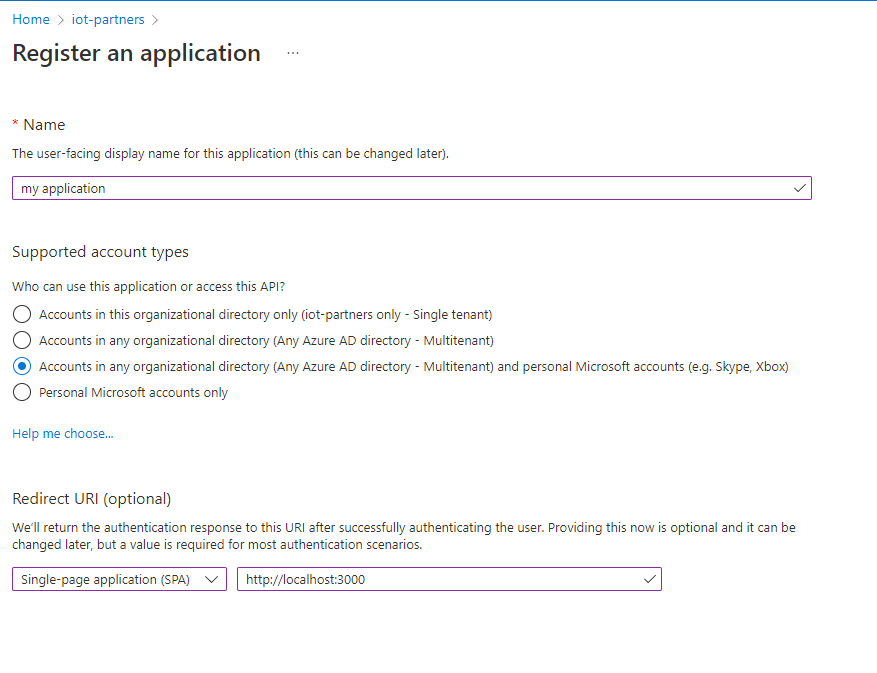 Home > iot-partners >
Register an application ...
* Name
The user-facing display name for this application (this can be changed later).
my application
Supported account types
Who can use this application or access this API?
Accounts in this organizational directory only (iot-partners only - Single tenant)
Accounts in any organizational directory (Any Azure AD directory - Multitenant)
Accounts in any organizational directory (Any Azure AD directory - Multitenant) and personal Microsoft accounts (e.g. Skype, Xbox)
Personal Microsoft accounts only
Help me choose...
Redirect URI (optional)
We'll return the authentication response to this URI after successfully authenticating the user. Providing this now is optional and it can be
changed later, but a value is required for most authentication scenarios.
Single-page application (SPA) http://localhost:3000